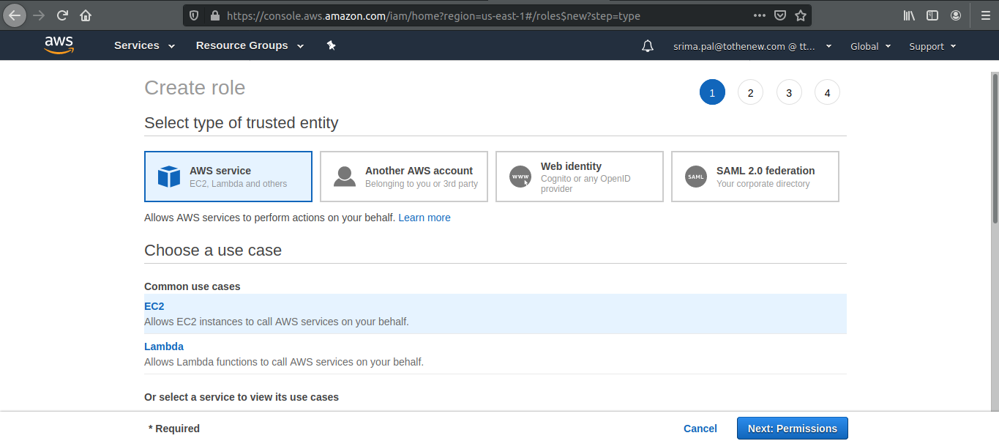 https://console.aws.amazon.com/iam/home?region=us-east-1#/roles$new?step=type
aws
Services
Resource Groups
srima.pal@tothenew.com @ tt...
Global
Support
Create role
1
2
3
4
Select type of trusted entity
AWS service
EC2, Lambda and others
Another AWS account
Belonging to you or 3rd party
www
Web identity
Cognito or any OpenID
provider
SAML
SAML 2.0 federation
Your corporate directory
Allows AWS services to perform actions on your behalf. Learn more
Choose a use case
Common use cases
EC2
Allows EC2 instances to call AWS services on your behalf.
Lambda
Allows Lambda functions to call AWS services on your behalf.
Or select a service to view its use cases
* Required
Cancel
Next: Permissions